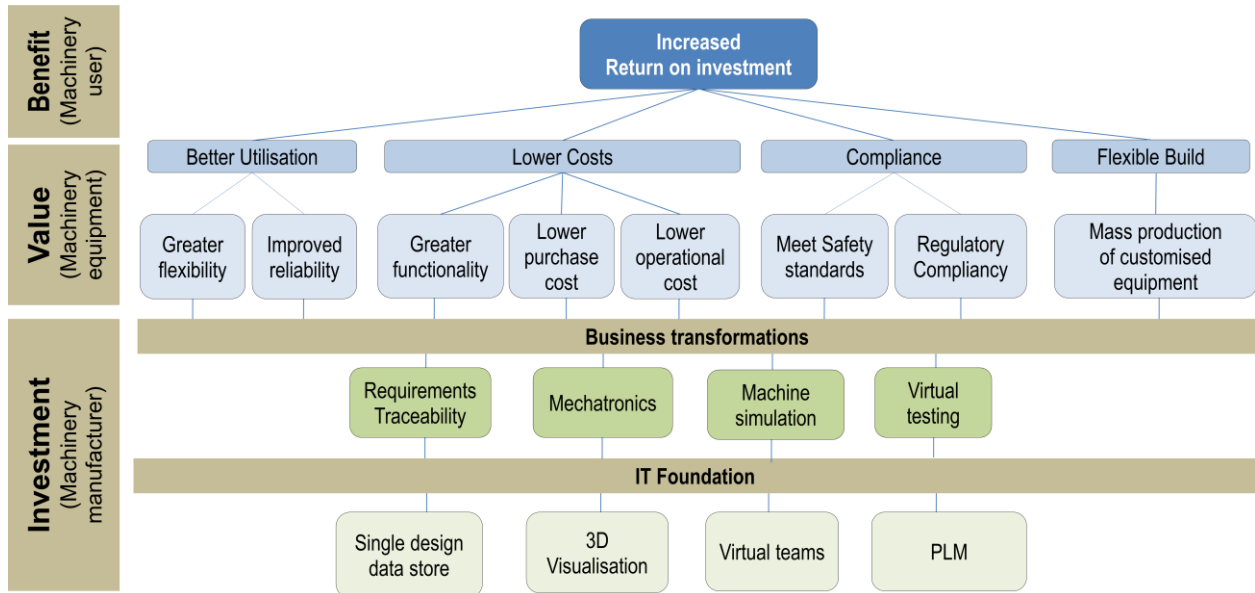 Benefit
(Machinery
user)
Increased
Return on investment
Value
(Machinery
equipment)
Better Utilisation
Lower Costs
Compliance
Flexible Build
Greater
flexibility
Improved
reliability
Greater
functionality
Lower
purchase
cost
Lower
operational
cost
Meet Safety
standards
Regulatory
Compliancy
Mass production
of customised
equipment
Investment
(Machinery
manufacturer)
Business transformations
Requirements
Traceability
Mechatronics
Machine
simulation
Virtual
testing
IT Foundation
Single design
data store
3D
Visualisation
Virtual teams
PLM